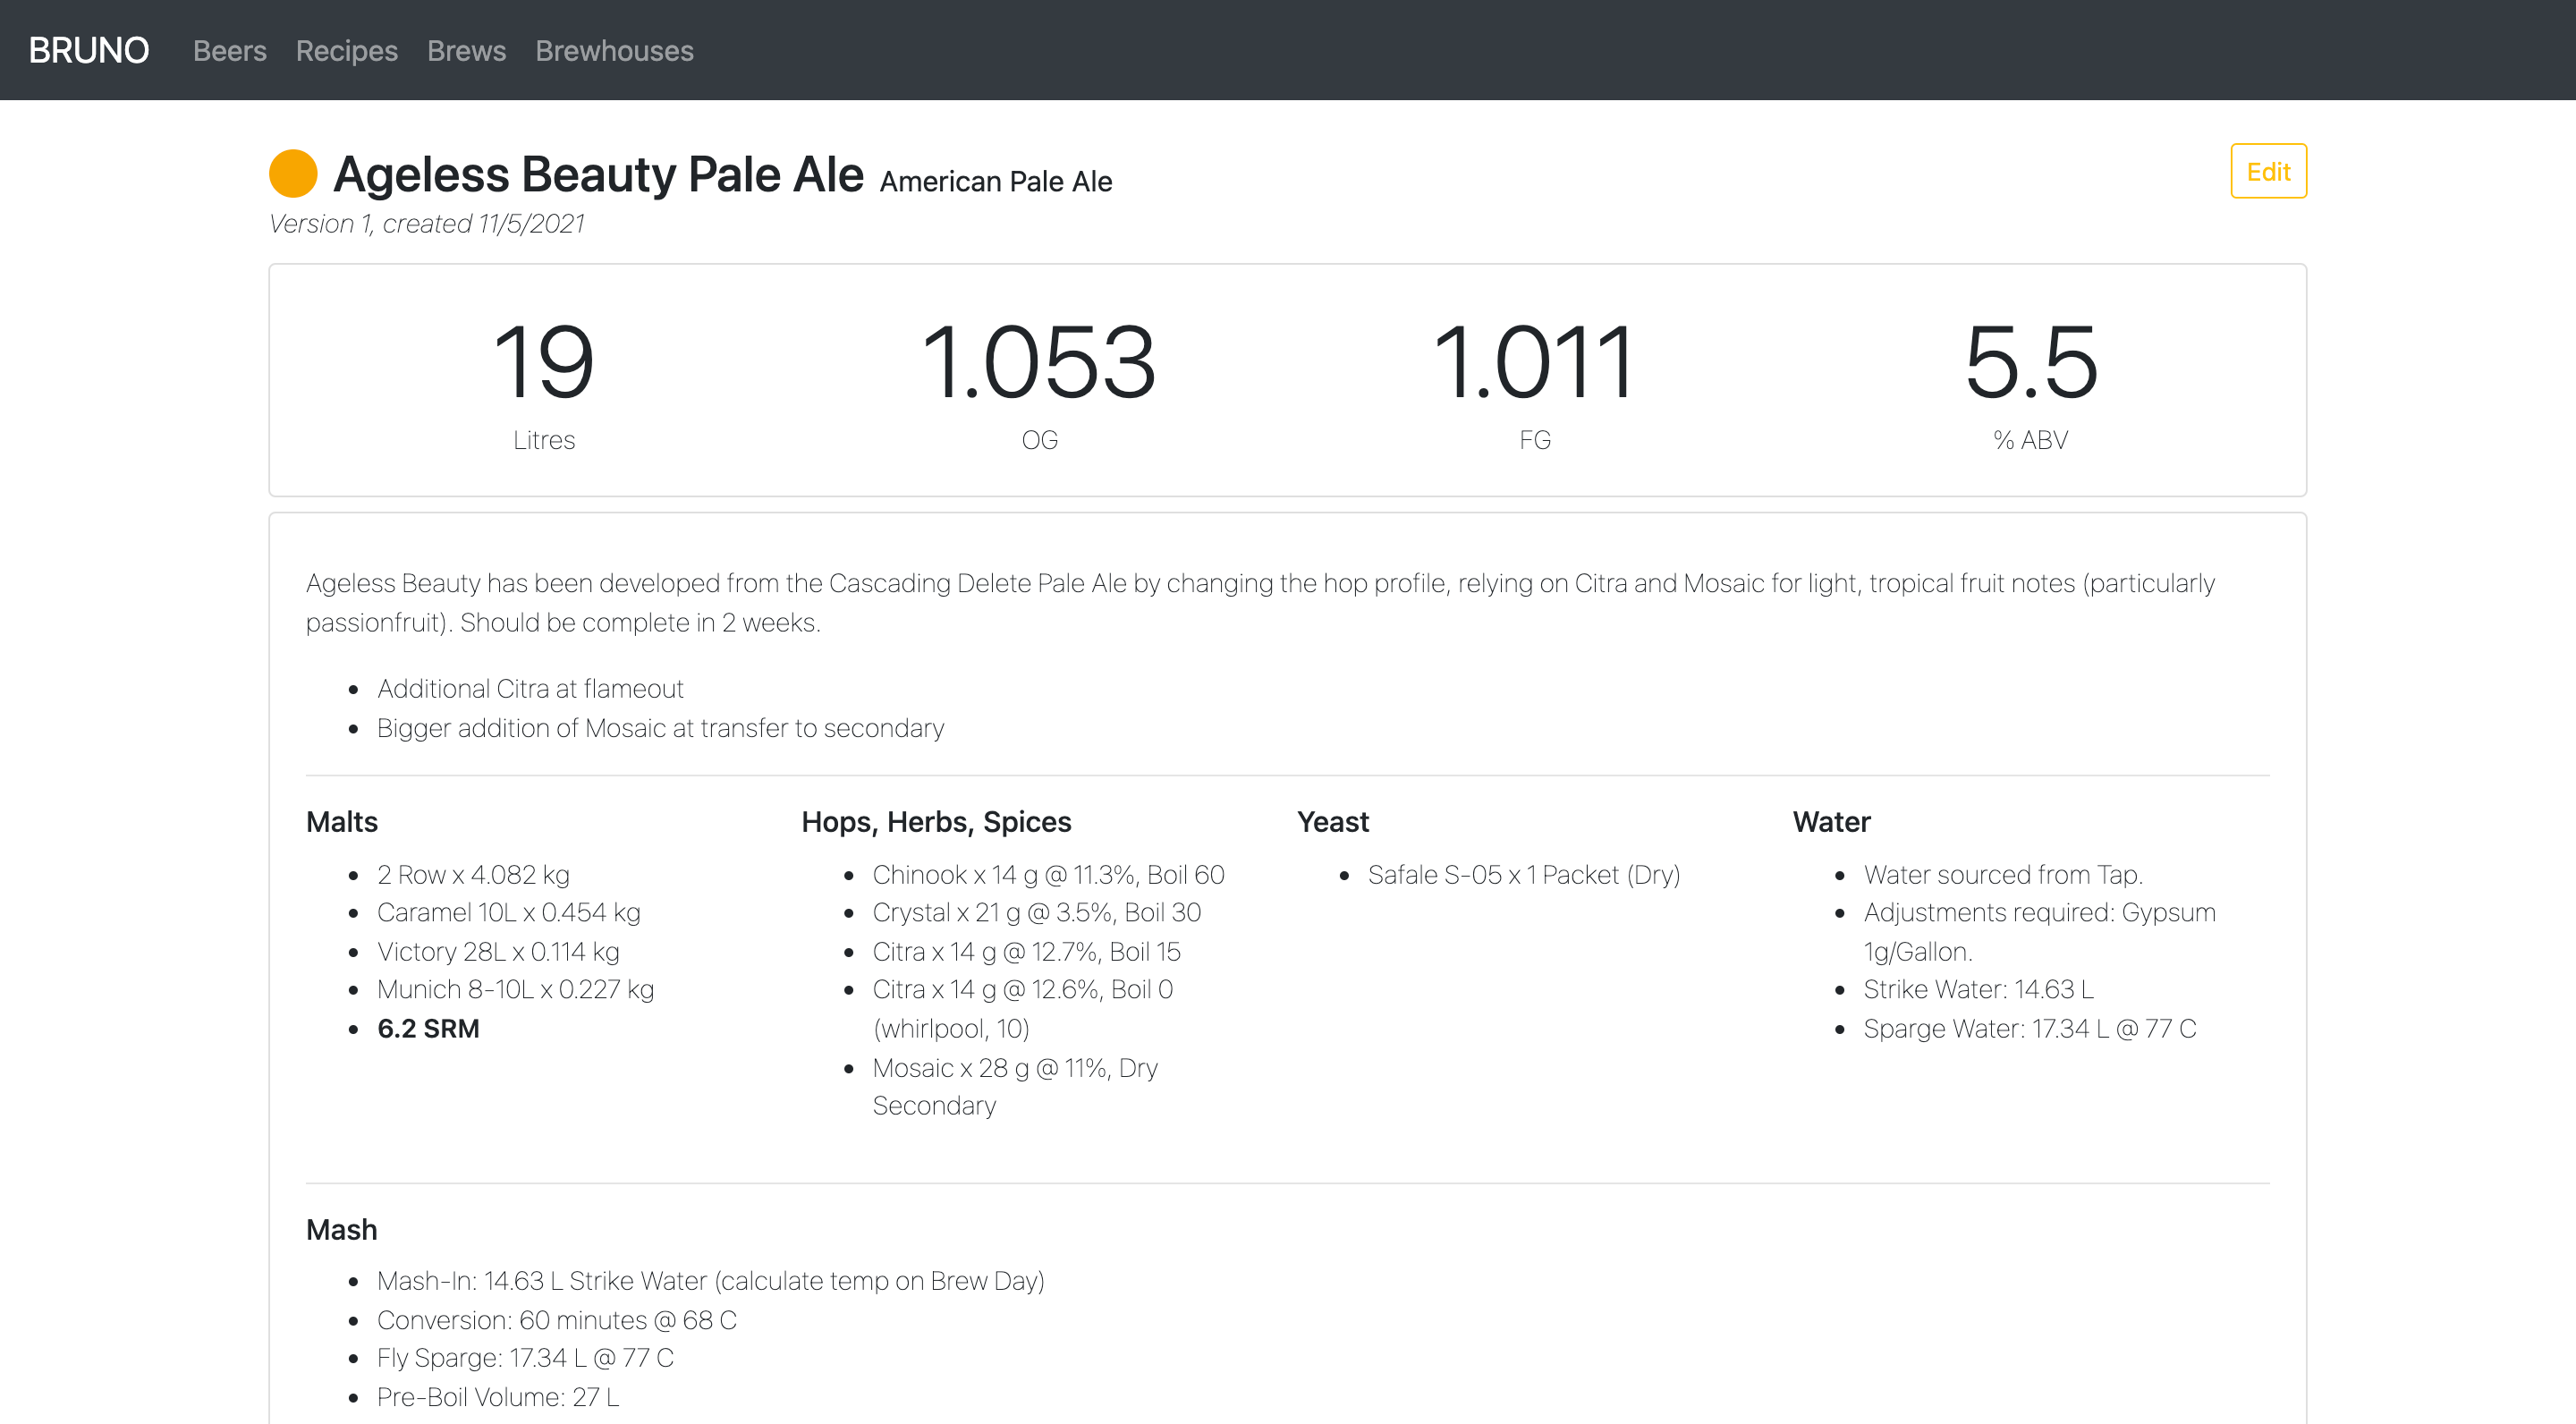 BRUNO Beers Recipes Brews Brewhouses
Ageless Beauty Pale Ale American Pale Ale
Edit
Version 1, created 11/5/2021
19 1.053 1.011 5.5
Litres OG FG % ABV
Ageless Beauty has been developed from the Cascading Delete Pale Ale by changing the hop profile, relying on Citra and Mosaic for light, tropical fruit notes (particularly
passionfruit). Should be complete in 2 weeks.
Additional Citra at flameout
Bigger addition of Mosaic at transfer to secondary
Malts
2 Row x 4.082 kg
Caramel 10L x 0.454 kg
Victory 28L x 0.114 kg
Munich 8-10L x 0.227 kg
6.2 SRM
Hops, Herbs, Spices
Chinook x 14 g @ 11.3%, Boil 60
Crystal x 21 g @ 3.5%, Boil 30
Citra x 14 g @ 12.7%, Boil 15
Citra x 14 g @ 12.6%, Boil 0
(whirlpool, 10)
Mosaic x 28 g @ 11%, Dry
Secondary
Yeast
Safale S-05 x 1 Packet (Dry)
Water
Water sourced from Tap.
Adjustments required: Gypsum
1g/Gallon.
Strike Water: 14.63 L
Sparge Water: 17.34 L @ 77 C
Mash
Mash-In: 14.63 L Strike Water (calculate temp on Brew Day)
Conversion: 60 minutes @ 68 C
Fly Sparge: 17.34 L @ 77 C
Pre-Boil Volume: 27 L